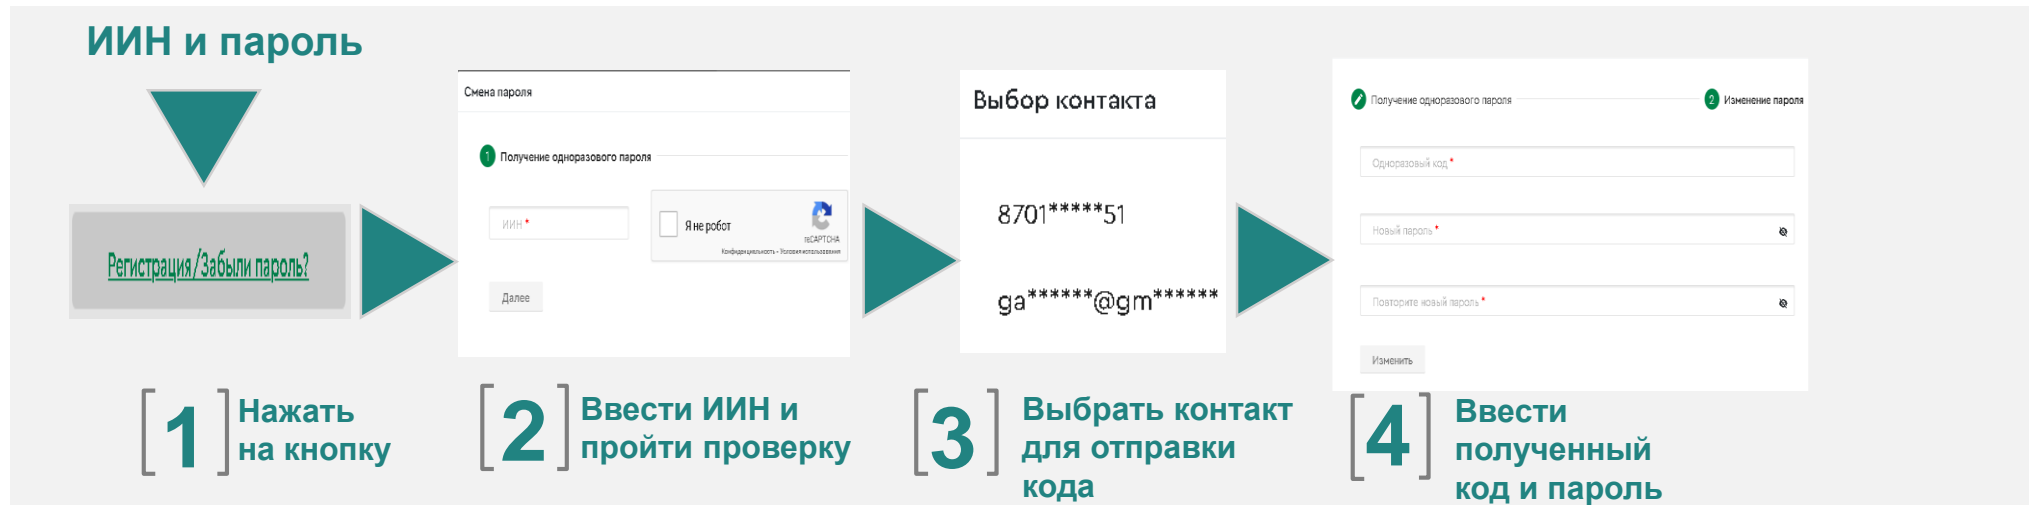 ИИН и пароль
Регистрация/Забыли пароль?
Смена пароля
1 Получение одноразового пароля
ИИН *
Я не робот
reCAPTCHA
Конфиденциальность - Условия использования
Далее
Выбор контакта
8701*****51
ga******@gm******
Получение одноразового пароля
2 Изменение пароля
Одноразовый код *
Новый пароль *
Повторите новый пароль *
Изменить
[1] Нажать
на кнопку
[2] Ввести ИИН и
пройти проверку
[3] Выбрать контакт
для отправки
кода
[4] Ввести
полученный
код и пароль